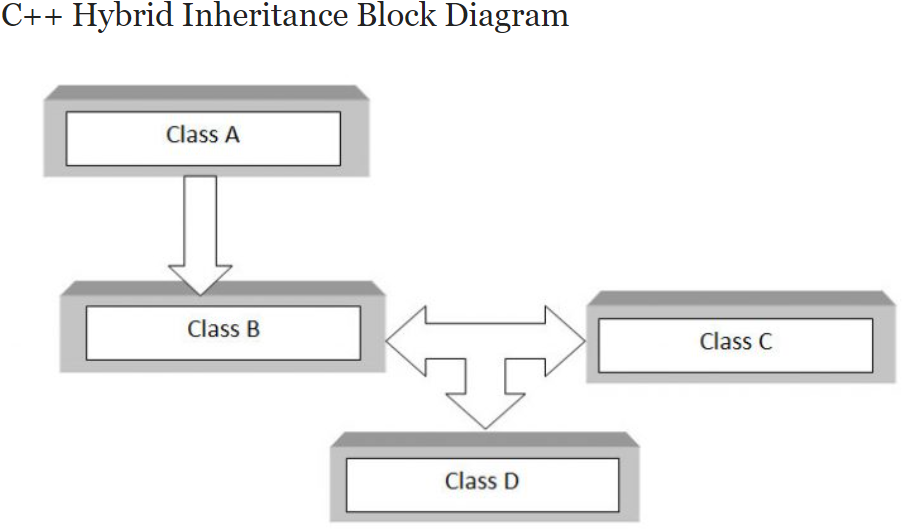 C++ Hybrid Inheritance Block Diagram
Class A
Class B
Class C
Class D